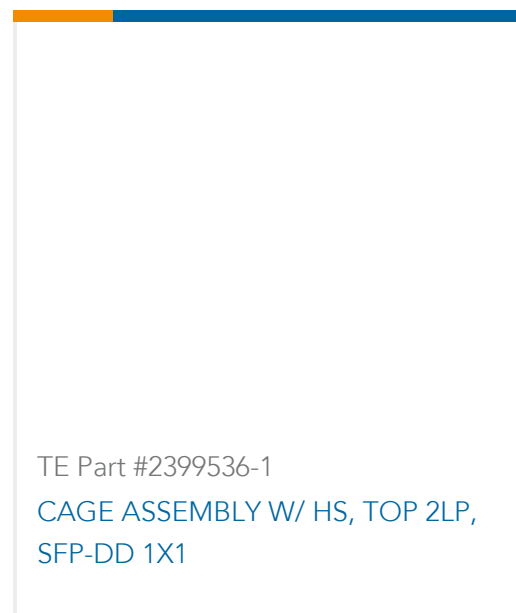 TE Part #2399536-1
CAGE ASSEMBLY W/ HS, TOP 2LP,
SFP-DD 1X1